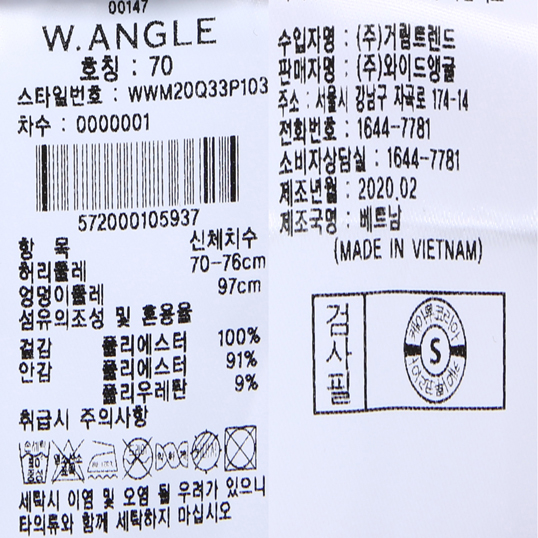 00147
W.ANGLE
호칭 : 70
스타일번호 : WWM20Q33P103
차수 : 0000001
572000105937
항 목 신체치수
허리둘레 70-76cm
엉덩이둘레 97cm
섬유의조성 및 혼용율
겉감 폴리에스터 100%
안감 폴리에스터 91%
폴리우레탄 9%
취급시 주의사항
세탁시 이염 및 오염 될 우려가 있으니
타의류와 함께 세탁하지 마십시오
수입자명 : (주)거림트렌드
판매자명 : (주)와이드앵글
주소 : 서울시 강남구 자곡로 174-14
전화번호 : 1644-7781
소비자상담실 : 1644-7781
제조년월 : 2020.02
제조국명 : 베트남
(MADE IN VIETNAM)
검사필
S